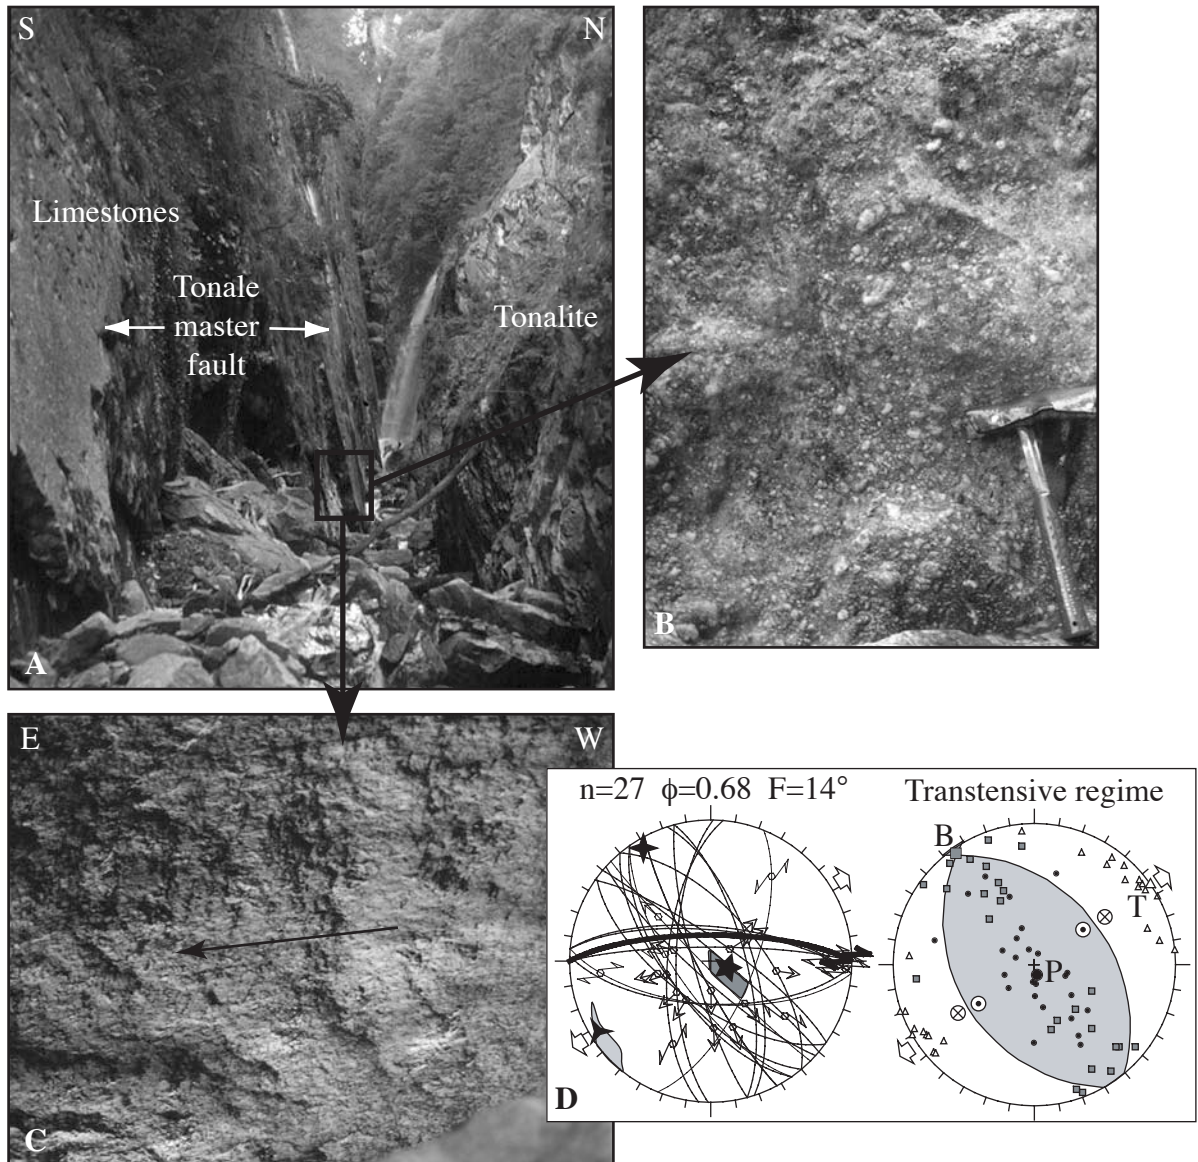 S
N
Limestones
Tonale
master
fault
Tonalite
A
B
E
W
C
n=27 ϕ=0.68 F=14°
Transtensive regime
B
T
P
D